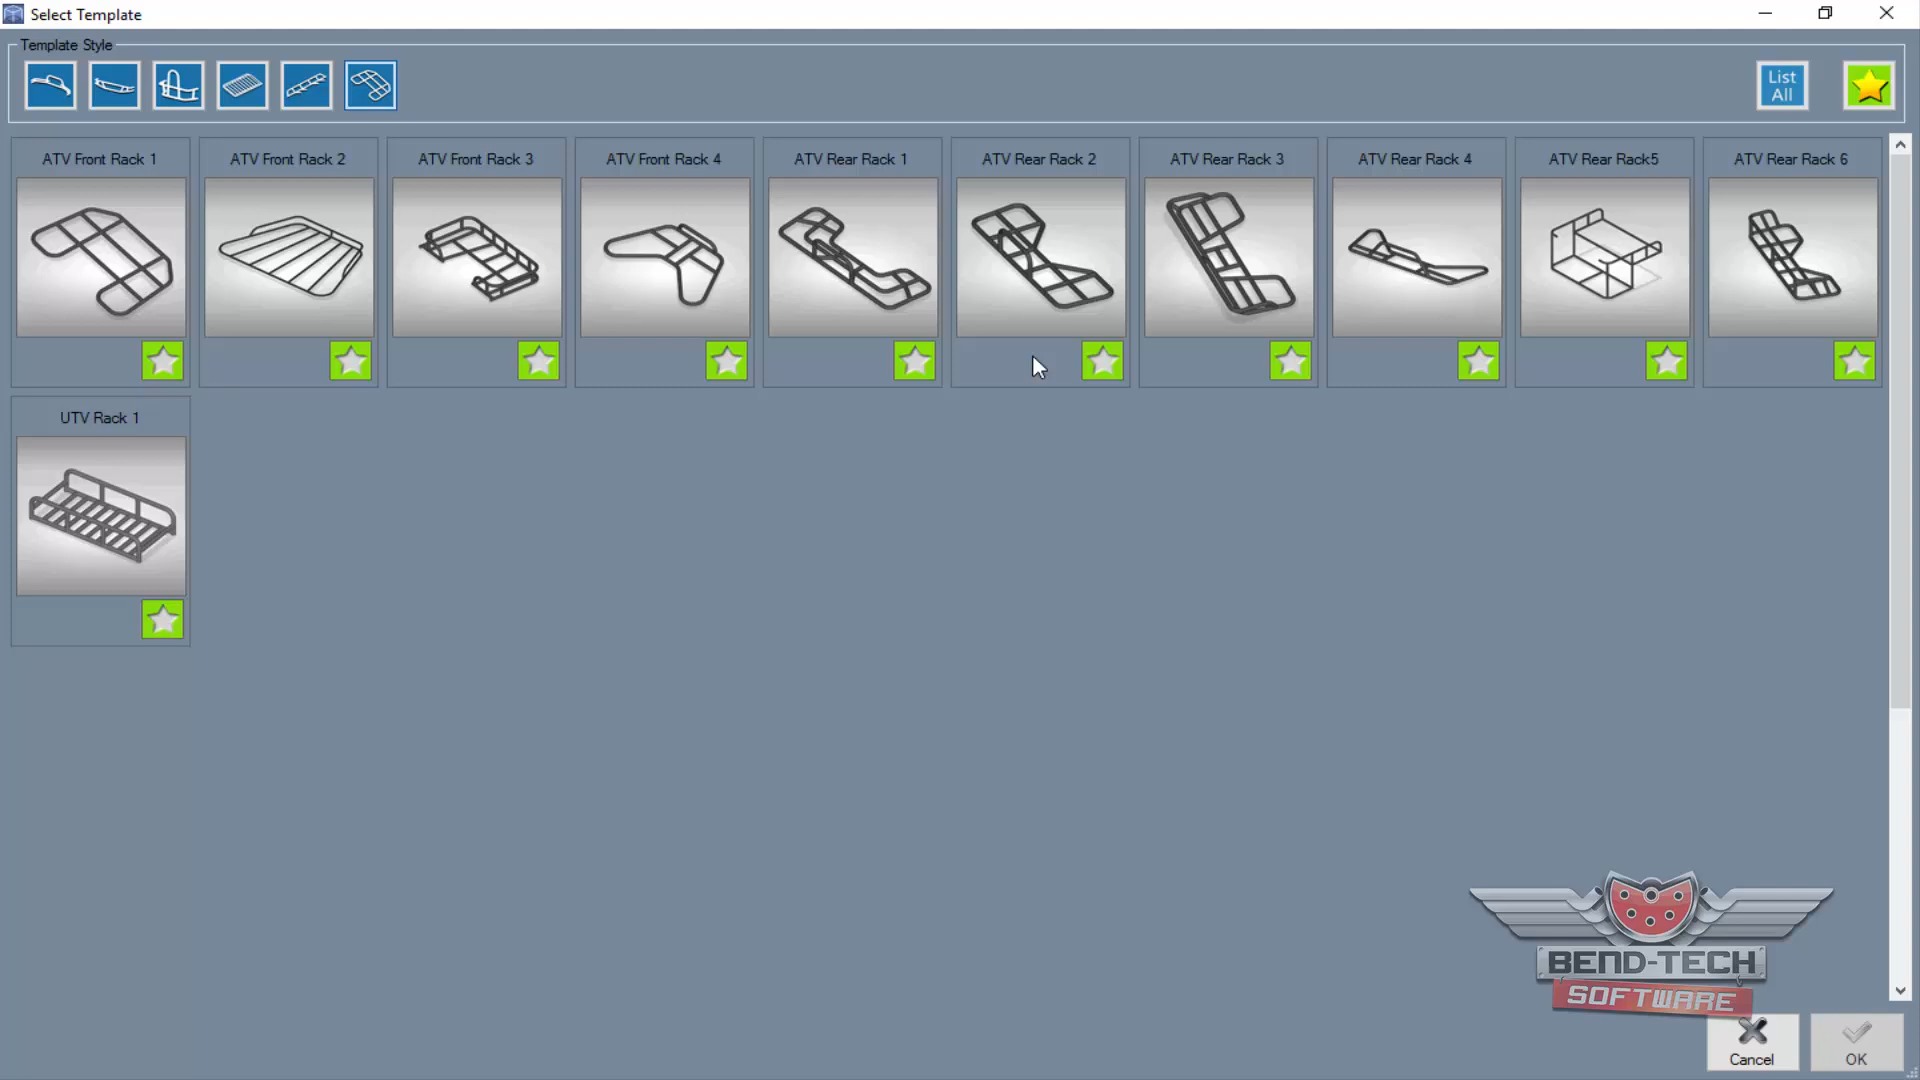 Select Template
Template Style
List
All
ATV Front Rack 1
ATV Front Rack 2
ATV Front Rack 3
ATV Front Rack 4
ATV Rear Rack 1
ATV Rear Rack 2
ATV Rear Rack 3
ATV Rear Rack 4
ATV Rear Rack5
ATV Rear Rack 6
UTV Rack 1
BEND-TECH
SOFTWARE
Cancel
OK